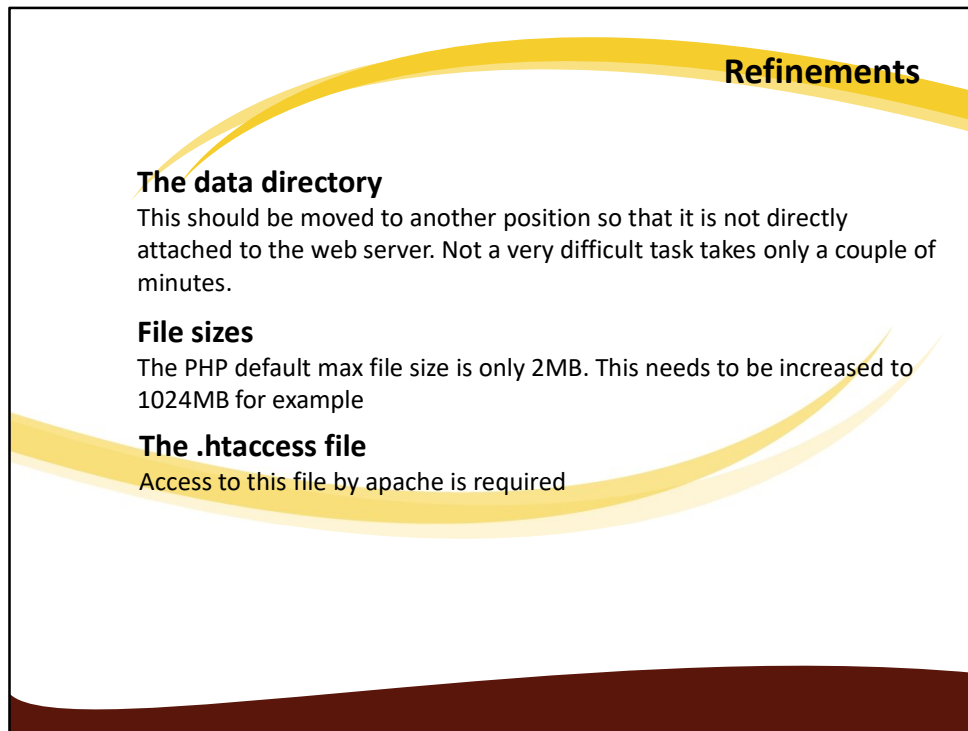 Refinements
The data directory
This should be moved to another position so that it is not directly
attached to the web server. Not a very difficult task takes only a couple of
minutes.
File sizes
The PHP default max file size is only 2MB. This needs to be increased to
1024MB for example
The .htaccess file
Access to this file by apache is required